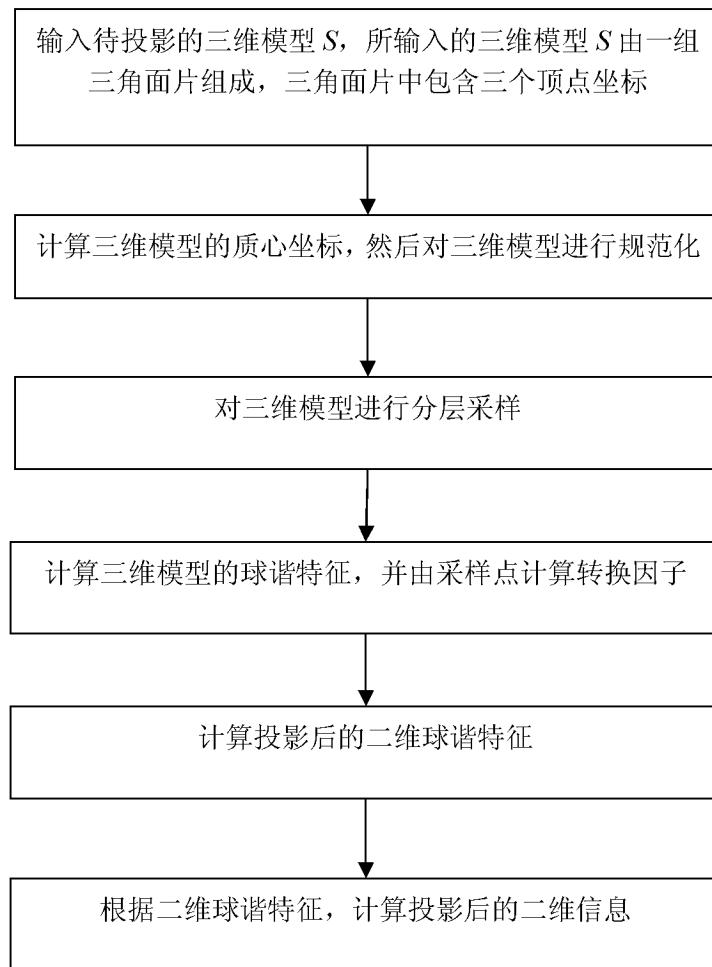 输入待投影的三维模型 S，所输入的三维模型 S 由一组
三角面片组成，三角面片中包含三个顶点坐标
计算三维模型的质心坐标，然后对三维模型进行规范化
对三维模型进行分层采样
计算三维模型的球谐特征，并由采样点计算转换因子
计算投影后的二维球谐特征
根据二维球谐特征，计算投影后的二维信息